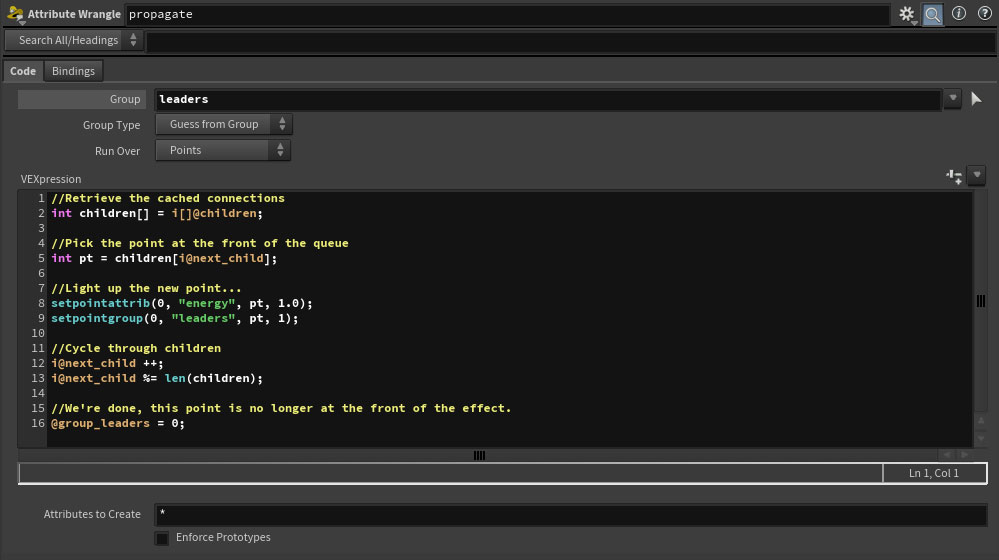 Attribute Wrangle propagate
Search All/Headings
Code Bindings
Group leaders
Group Type Guess from Group
Run Over Points
VEXpression
1 //Retrieve the cached connections
2 int children[] = i[]@children;
3
4 //Pick the point at the front of the queue
5 int pt = children[i@next_child];
6
7 //Light up the new point...
8 setpointattrib(0, "energy", pt, 1.0);
9 setpointgroup(0, "leaders", pt, 1);
10
11 //Cycle through children
12 i@next_child ++;
13 i@next_child %= len(children);
14
15 //We're done, this point is no longer at the front of the effect.
16 @group_leaders = 0;
Ln 1, Col 1
Attributes to Create *
Enforce Prototypes